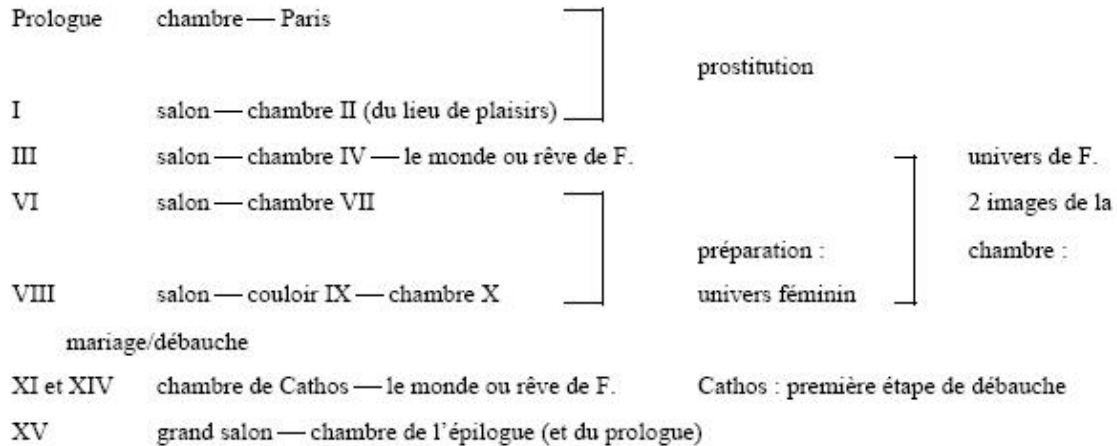 Prologue chambre — Paris
prostitution
I salon — chambre II (du lieu de plaisirs)
III salon — chambre IV — le monde ou rêve de F. univers de F.
VI salon — chambre VII 2 images de la
préparation : chambre :
VIII salon — couloir IX — chambre X univers féminin
mariage/débauche
XI et XIV chambre de Cathos — le monde ou rêve de F. Cathos : première étape de débauche
XV grand salon — chambre de l’épilogue (et du prologue)